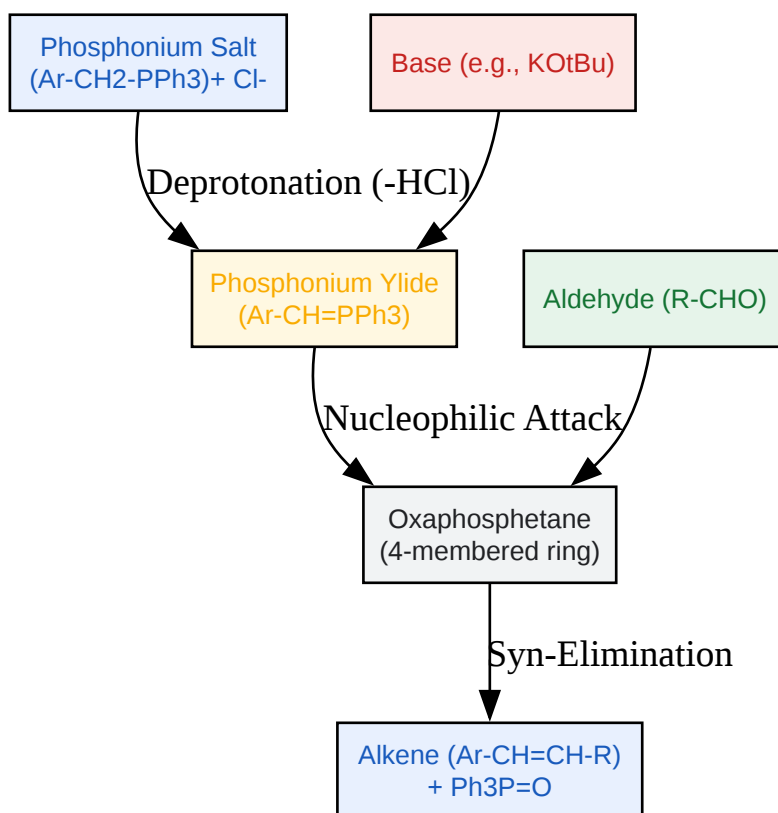 Phosphonium Salt
(Ar-CH2-PPh3)+ Cl-
Base (e.g., KOtBu)
Deprotonation (-HCl)
Phosphonium Ylide
(Ar-CH=PPh3)
Aldehyde (R-CHO)
Nucleophilic Attack
Oxaphosphetane
(4-membered ring)
Syn-Elimination
Alkene (Ar-CH=CH-R)
+ Ph3P=O